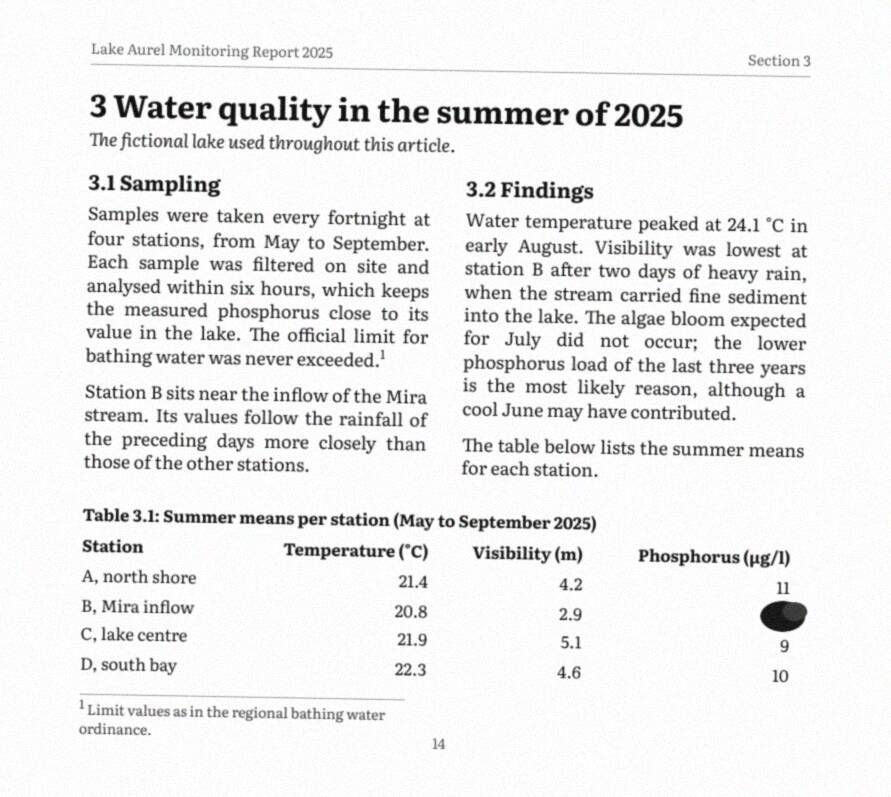 Lake Aurel Monitoring Report 2025
Section 3
3 Water quality in the summer of 2025
The fictional lake used throughout this article.
3.1 Sampling
Samples were taken every fortnight at
four stations, from May to September.
Each sample was filtered on site and
analysed within six hours, which keeps
the measured phosphorus close to its
value in the lake. The official limit for
bathing water was never exceeded.¹
Station B sits near the inflow of the Mira
stream. Its values follow the rainfall of
the preceding days more closely than
those of the other stations.
3.2 Findings
Water temperature peaked at 24.1 °C in
early August. Visibility was lowest at
station B after two days of heavy rain,
when the stream carried fine sediment
into the lake. The algae bloom expected
for July did not occur; the lower
phosphorus load of the last three years
is the most likely reason, although a
cool June may have contributed.
The table below lists the summer means
for each station.
Table 3.1: Summer means per station (May to September 2025)
Station Temperature (°C) Visibility (m) Phosphorus (µg/l)
A, north shore 21.4 4.2 11
B, Mira inflow 20.8 2.9
C, lake centre 21.9 5.1 9
D, south bay 22.3 4.6 10
¹ Limit values as in the regional bathing water
ordinance.
14